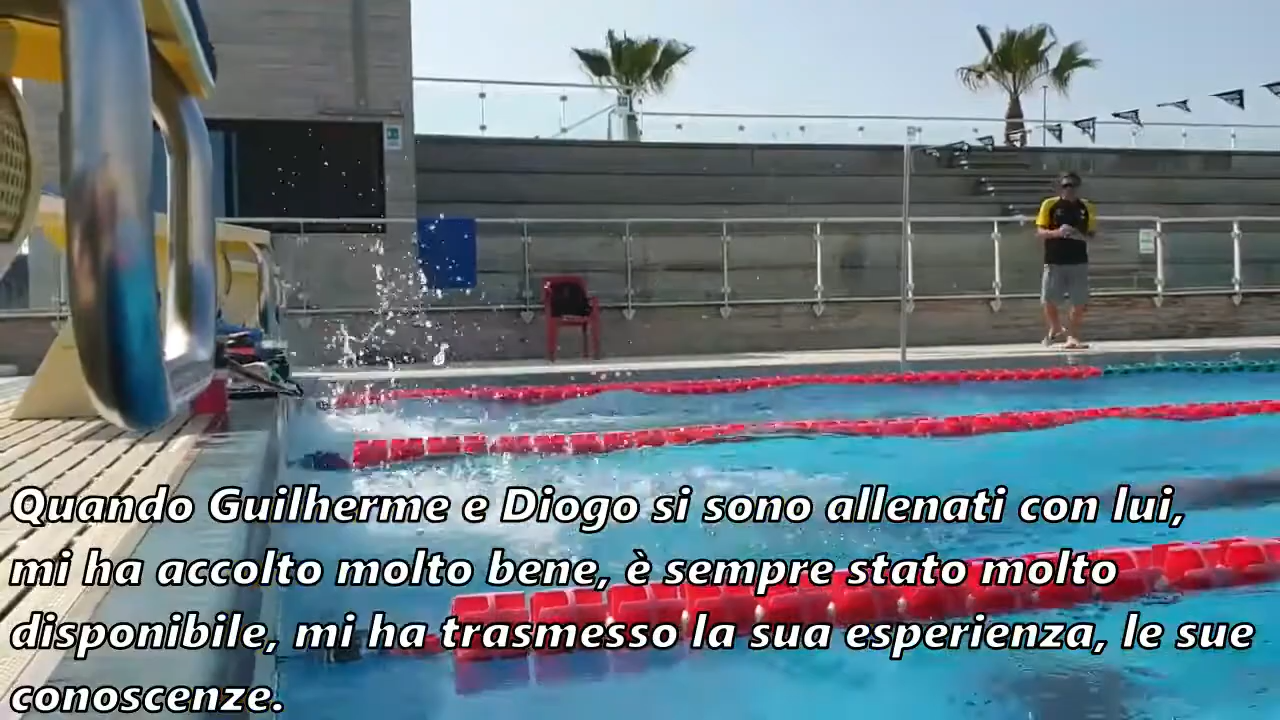 Quando Guilherme e Diogo si sono allenati con lui,
mi ha accolto molto bene, è sempre stato molto
disponibile, mi ha trasmesso la sua esperienza, le sue
conoscenze.